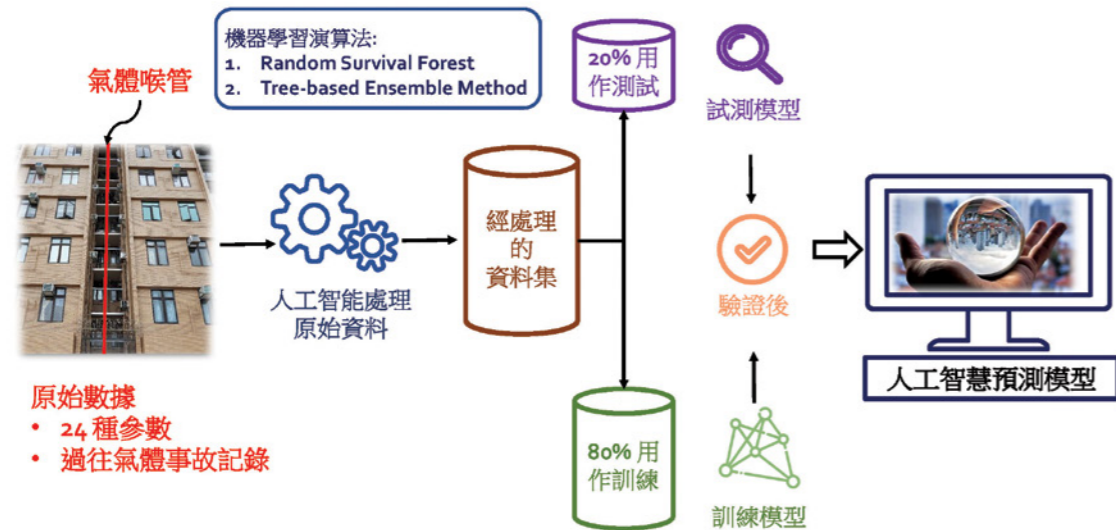 氣體喉管
機器學習演算法:
1. Random Survival Forest
2. Tree-based Ensemble Method
20% 用
作測試
試測模型
人工智能處理
原始資料
經處理
的
資料集
驗證後
人工智慧預測模型
原始數據
• 24 種參數
• 過往氣體事故記錄
80% 用
作訓練
訓練模型